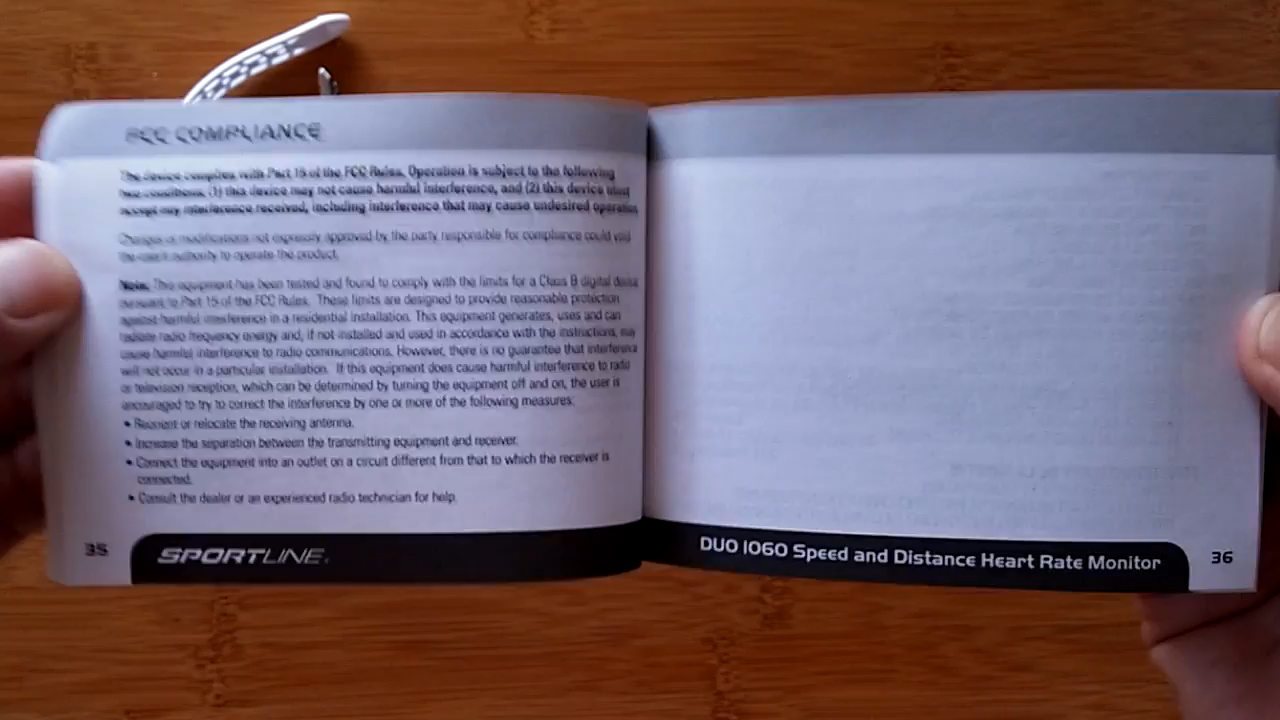 FCC COMPLIANCE
The device complies with Part 15 of the FCC Rules. Operation is subject to the following
two conditions: (1) this device may not cause harmful interference, and (2) this device must
accept any interference received, including interference that may cause undesired operation.
Changes or modifications not expressly approved by the party responsible for compliance could void
the user's authority to operate the product.
Note: This equipment has been tested and found to comply with the limits for a Class B digital device
pursuant to Part 15 of the FCC Rules. These limits are designed to provide reasonable protection
against harmful interference in a residential installation. This equipment generates, uses and can
radiate radio frequency energy and, if not installed and used in accordance with the instructions, may
cause harmful interference to radio communications. However, there is no guarantee that interference
will not occur in a particular installation. If this equipment does cause harmful interference to radio
or television reception, which can be determined by turning the equipment off and on, the user is
encouraged to try to correct the interference by one or more of the following measures:
• Reorient or relocate the receiving antenna.
• Increase the separation between the transmitting equipment and receiver.
• Connect the equipment into an outlet on a circuit different from that to which the receiver is
connected.
• Consult the dealer or an experienced radio technician for help.
35
SPORTLINE.
DUO 1060 Speed and Distance Heart Rate Monitor
36